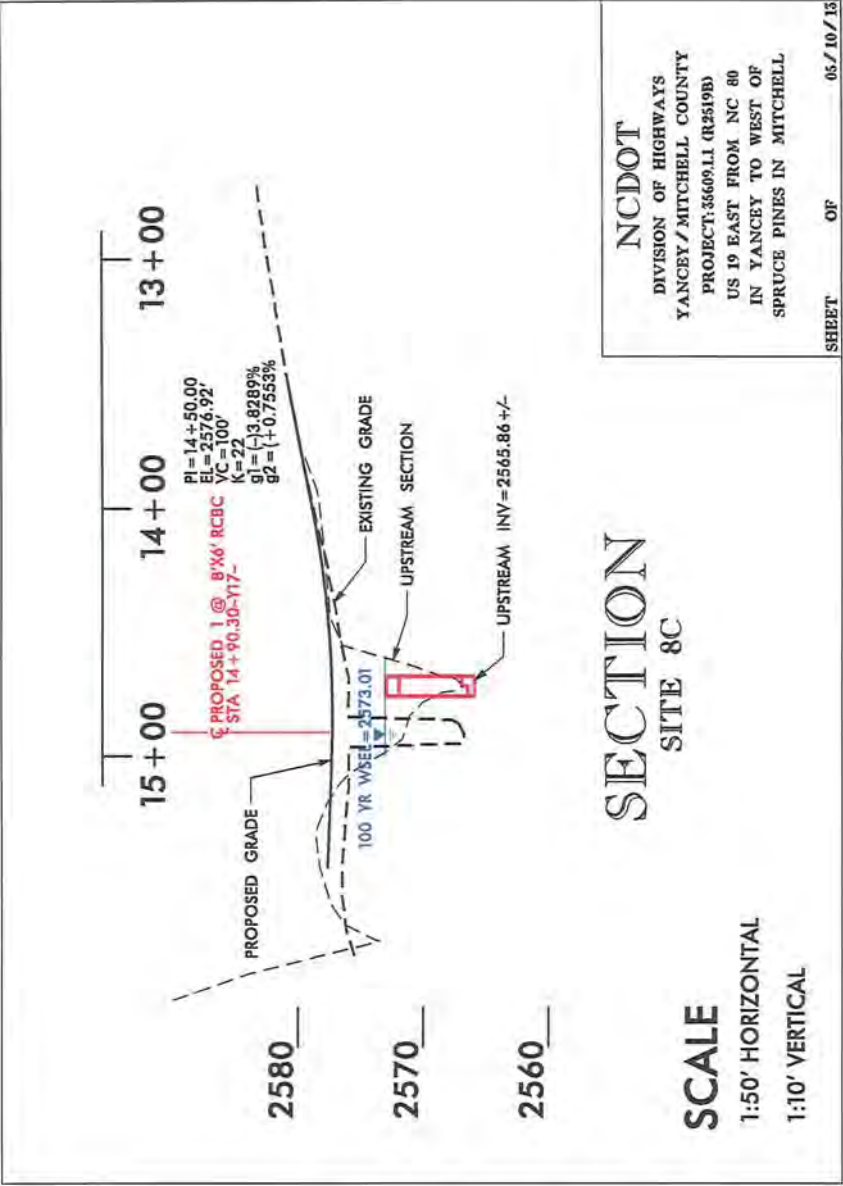 15+00
14+00
13+00
℄ PROPOSED 1 @ 8'X6' RCBC
STA 14+90.30-Y17-
PI=14+50.00
EL=2576.92'
VC=100'
K=22
g1=(-)3.8289%
g2=(+0.7553%
PROPOSED GRADE
EXISTING GRADE
100 YR WSEL=2573.01
UPSTREAM SECTION
UPSTREAM INV=2565.86+/-
2580
2570
2560
SECTION
SITE 8C
SCALE
1:50' HORIZONTAL
1:10' VERTICAL
NCDOT
DIVISION OF HIGHWAYS
YANCEY/MITCHELL COUNTY
PROJECT:35609.1.1 (R2519B)
US 19 EAST FROM NC 80
IN YANCEY TO WEST OF
SPRUCE PINES IN MITCHELL
SHEET OF 05/10/13